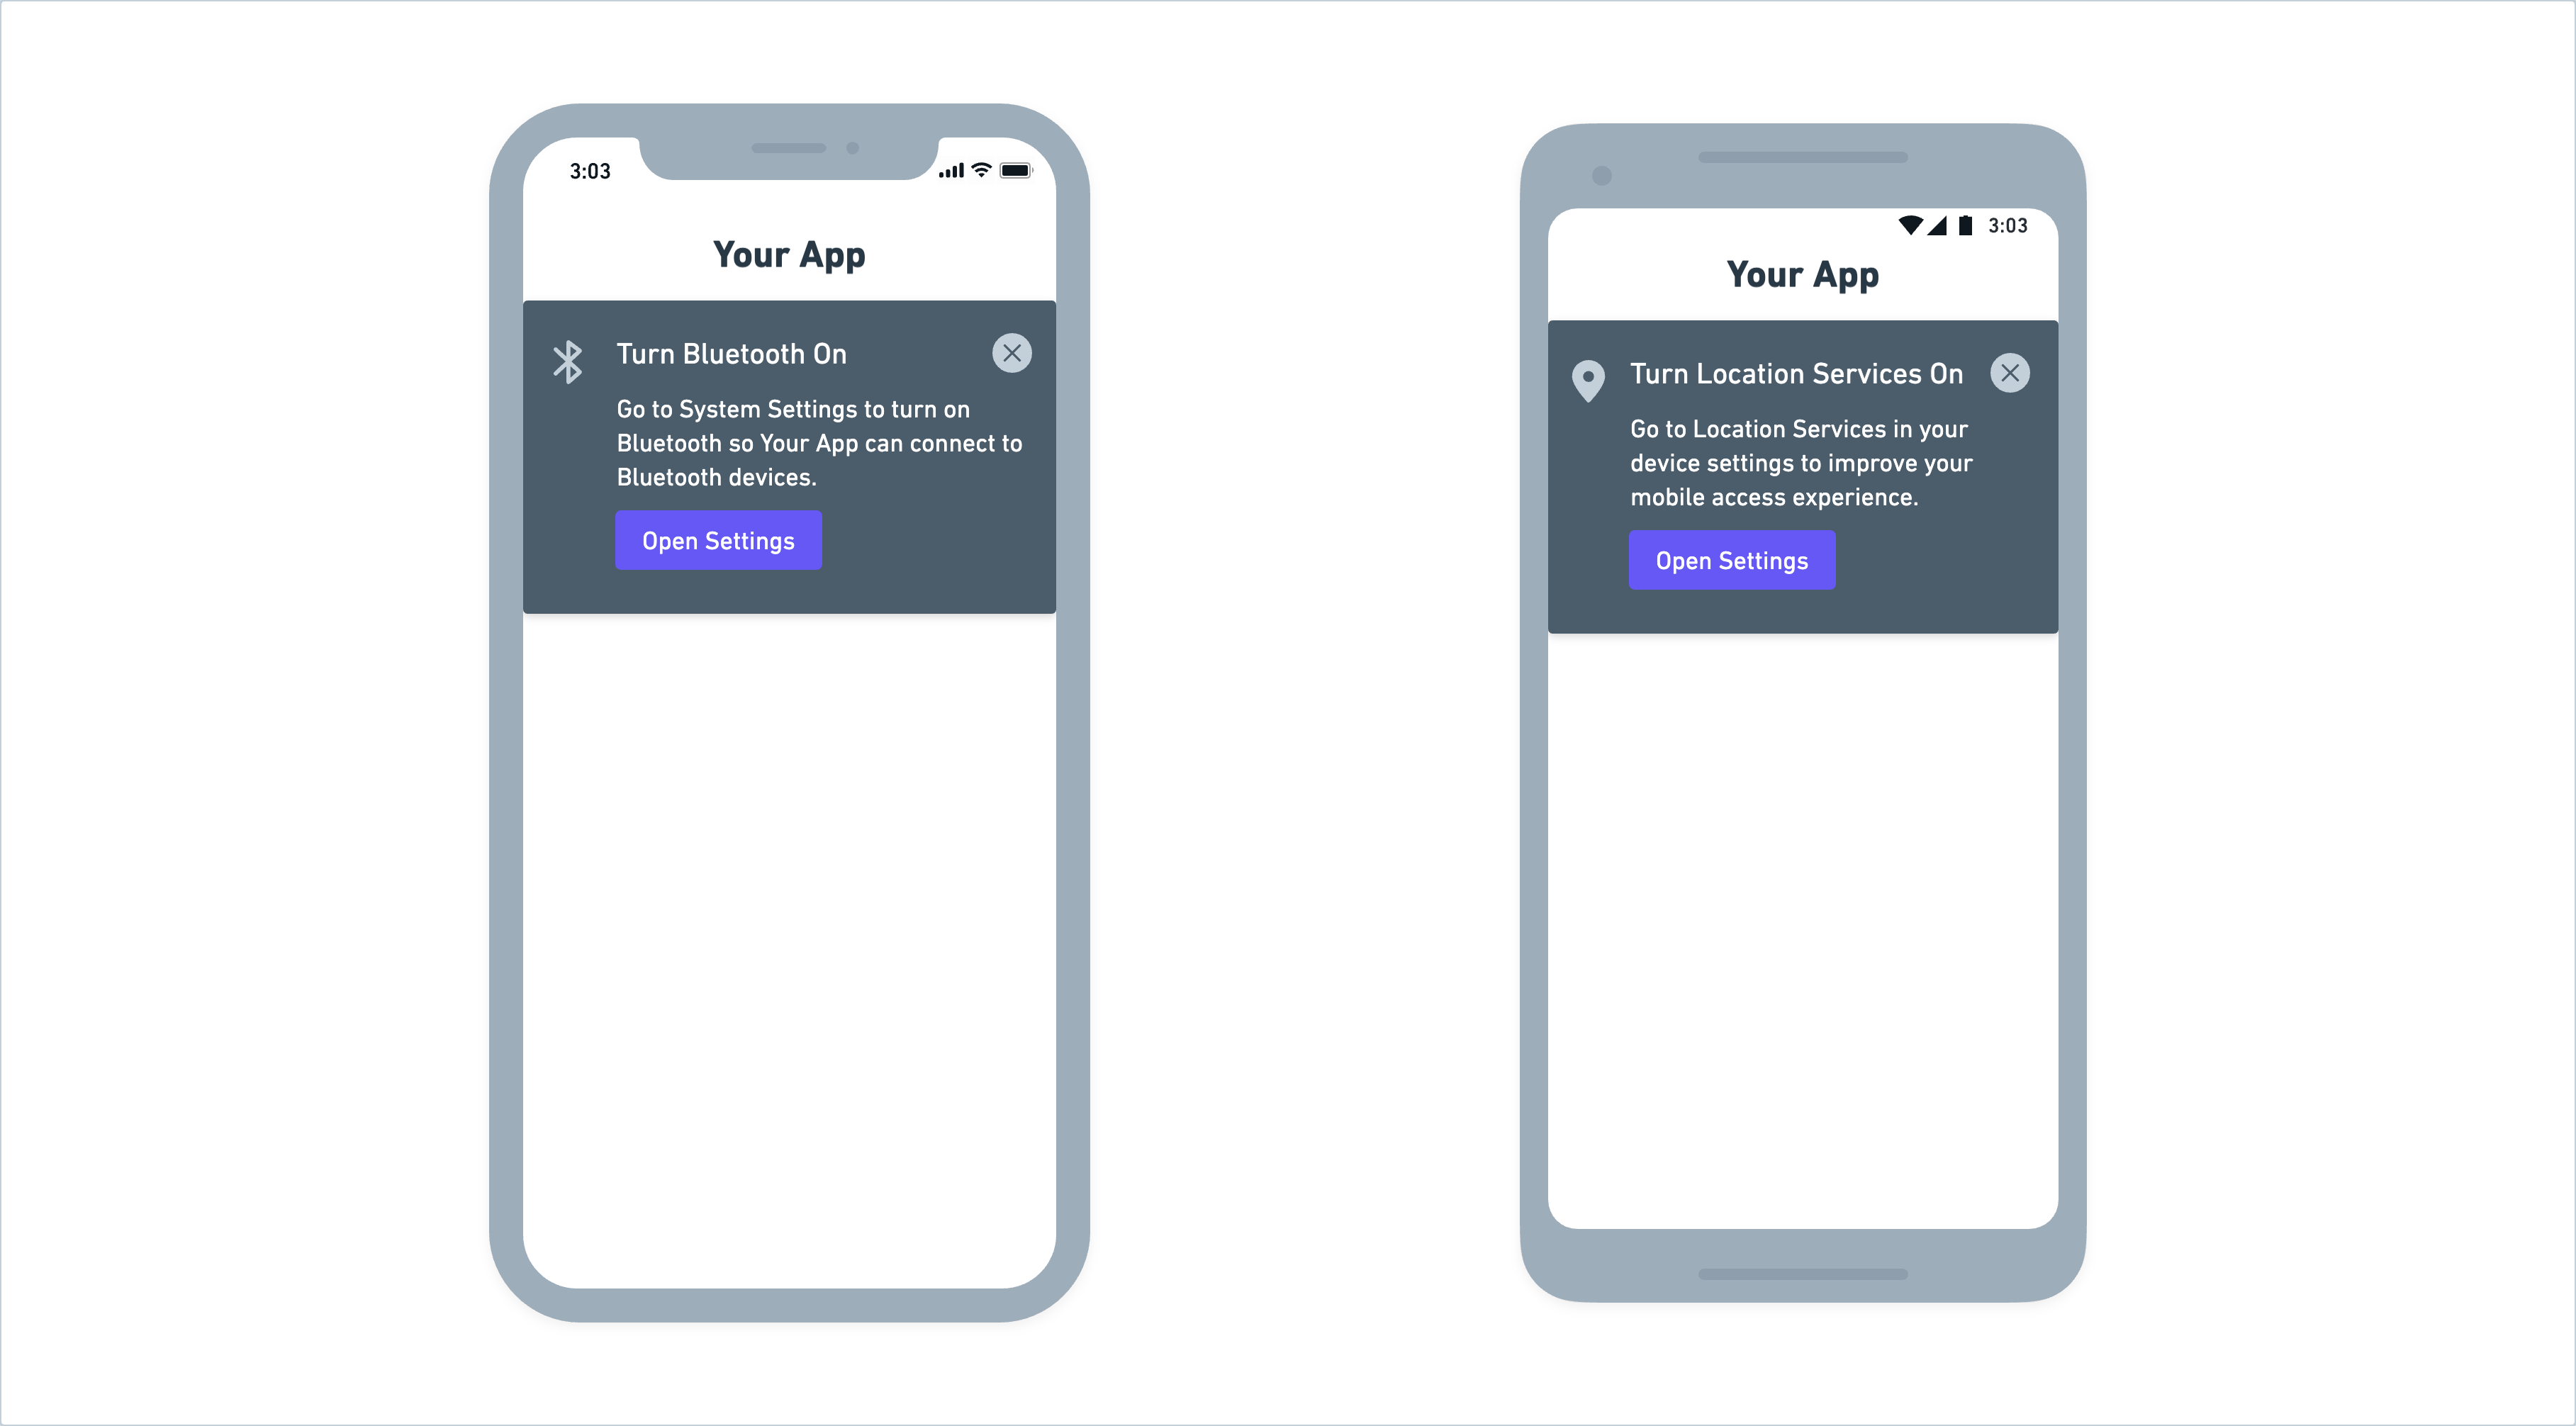 3:03
Your App
Turn Bluetooth On
Go to System Settings to turn on
Bluetooth so Your App can connect to
Bluetooth devices.
Open Settings
3:03
Your App
Turn Location Services On
Go to Location Services in your
device settings to improve your
mobile access experience.
Open Settings